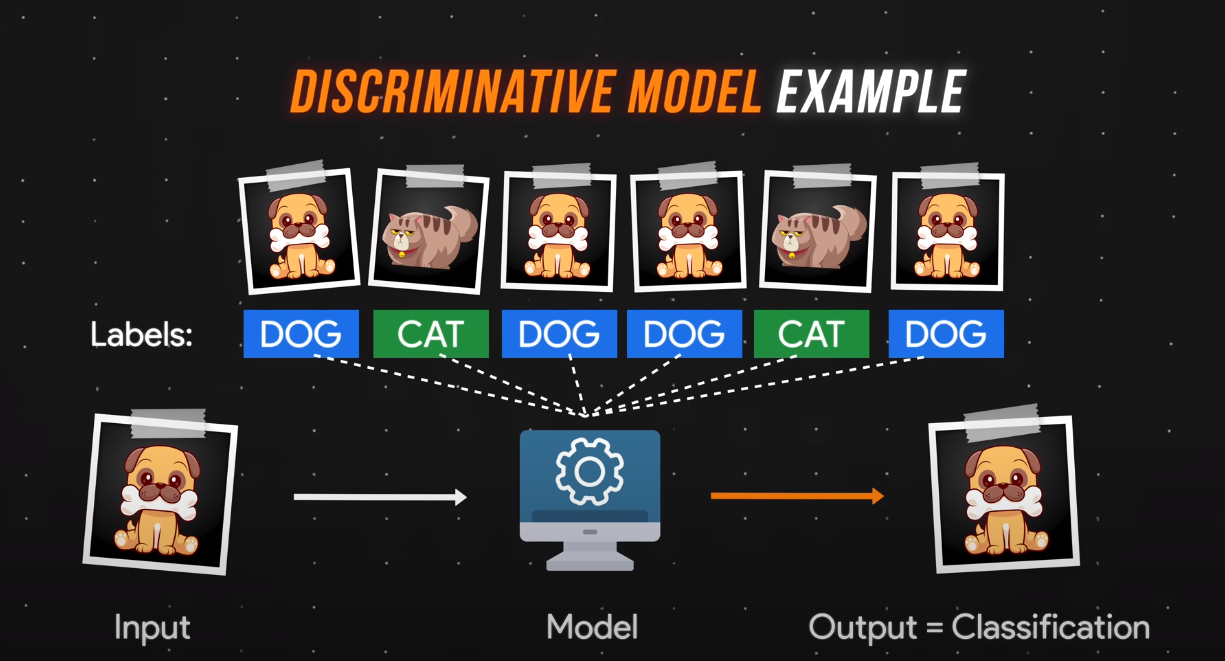 DISCRIMINATIVE MODEL EXAMPLE
Labels: DOG CAT DOG DOG CAT DOG
Input Model Output = Classification